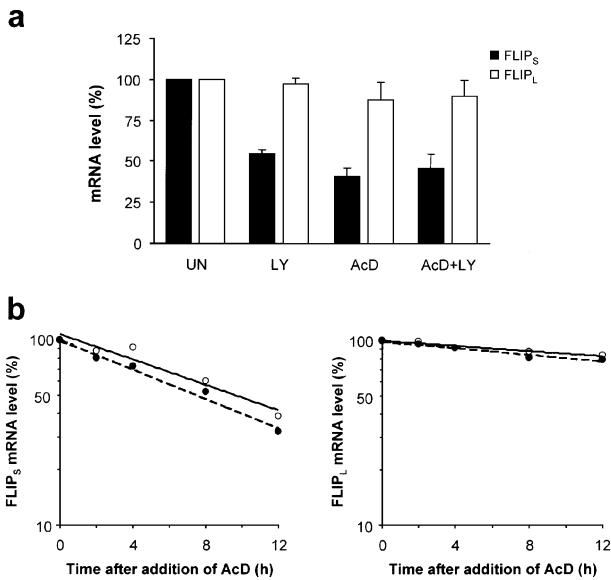 a
125
100
75
50
25
0
mRNA level (%)
FLIPS
FLIPL
UN LY AcD AcD+LY
b
100
50
10
FLIPS mRNA level (%)
0 4 8 12
Time after addition of AcD (h)
100
50
10
FLIPL mRNA level (%)
0 4 8 12
Time after addition of AcD (h)